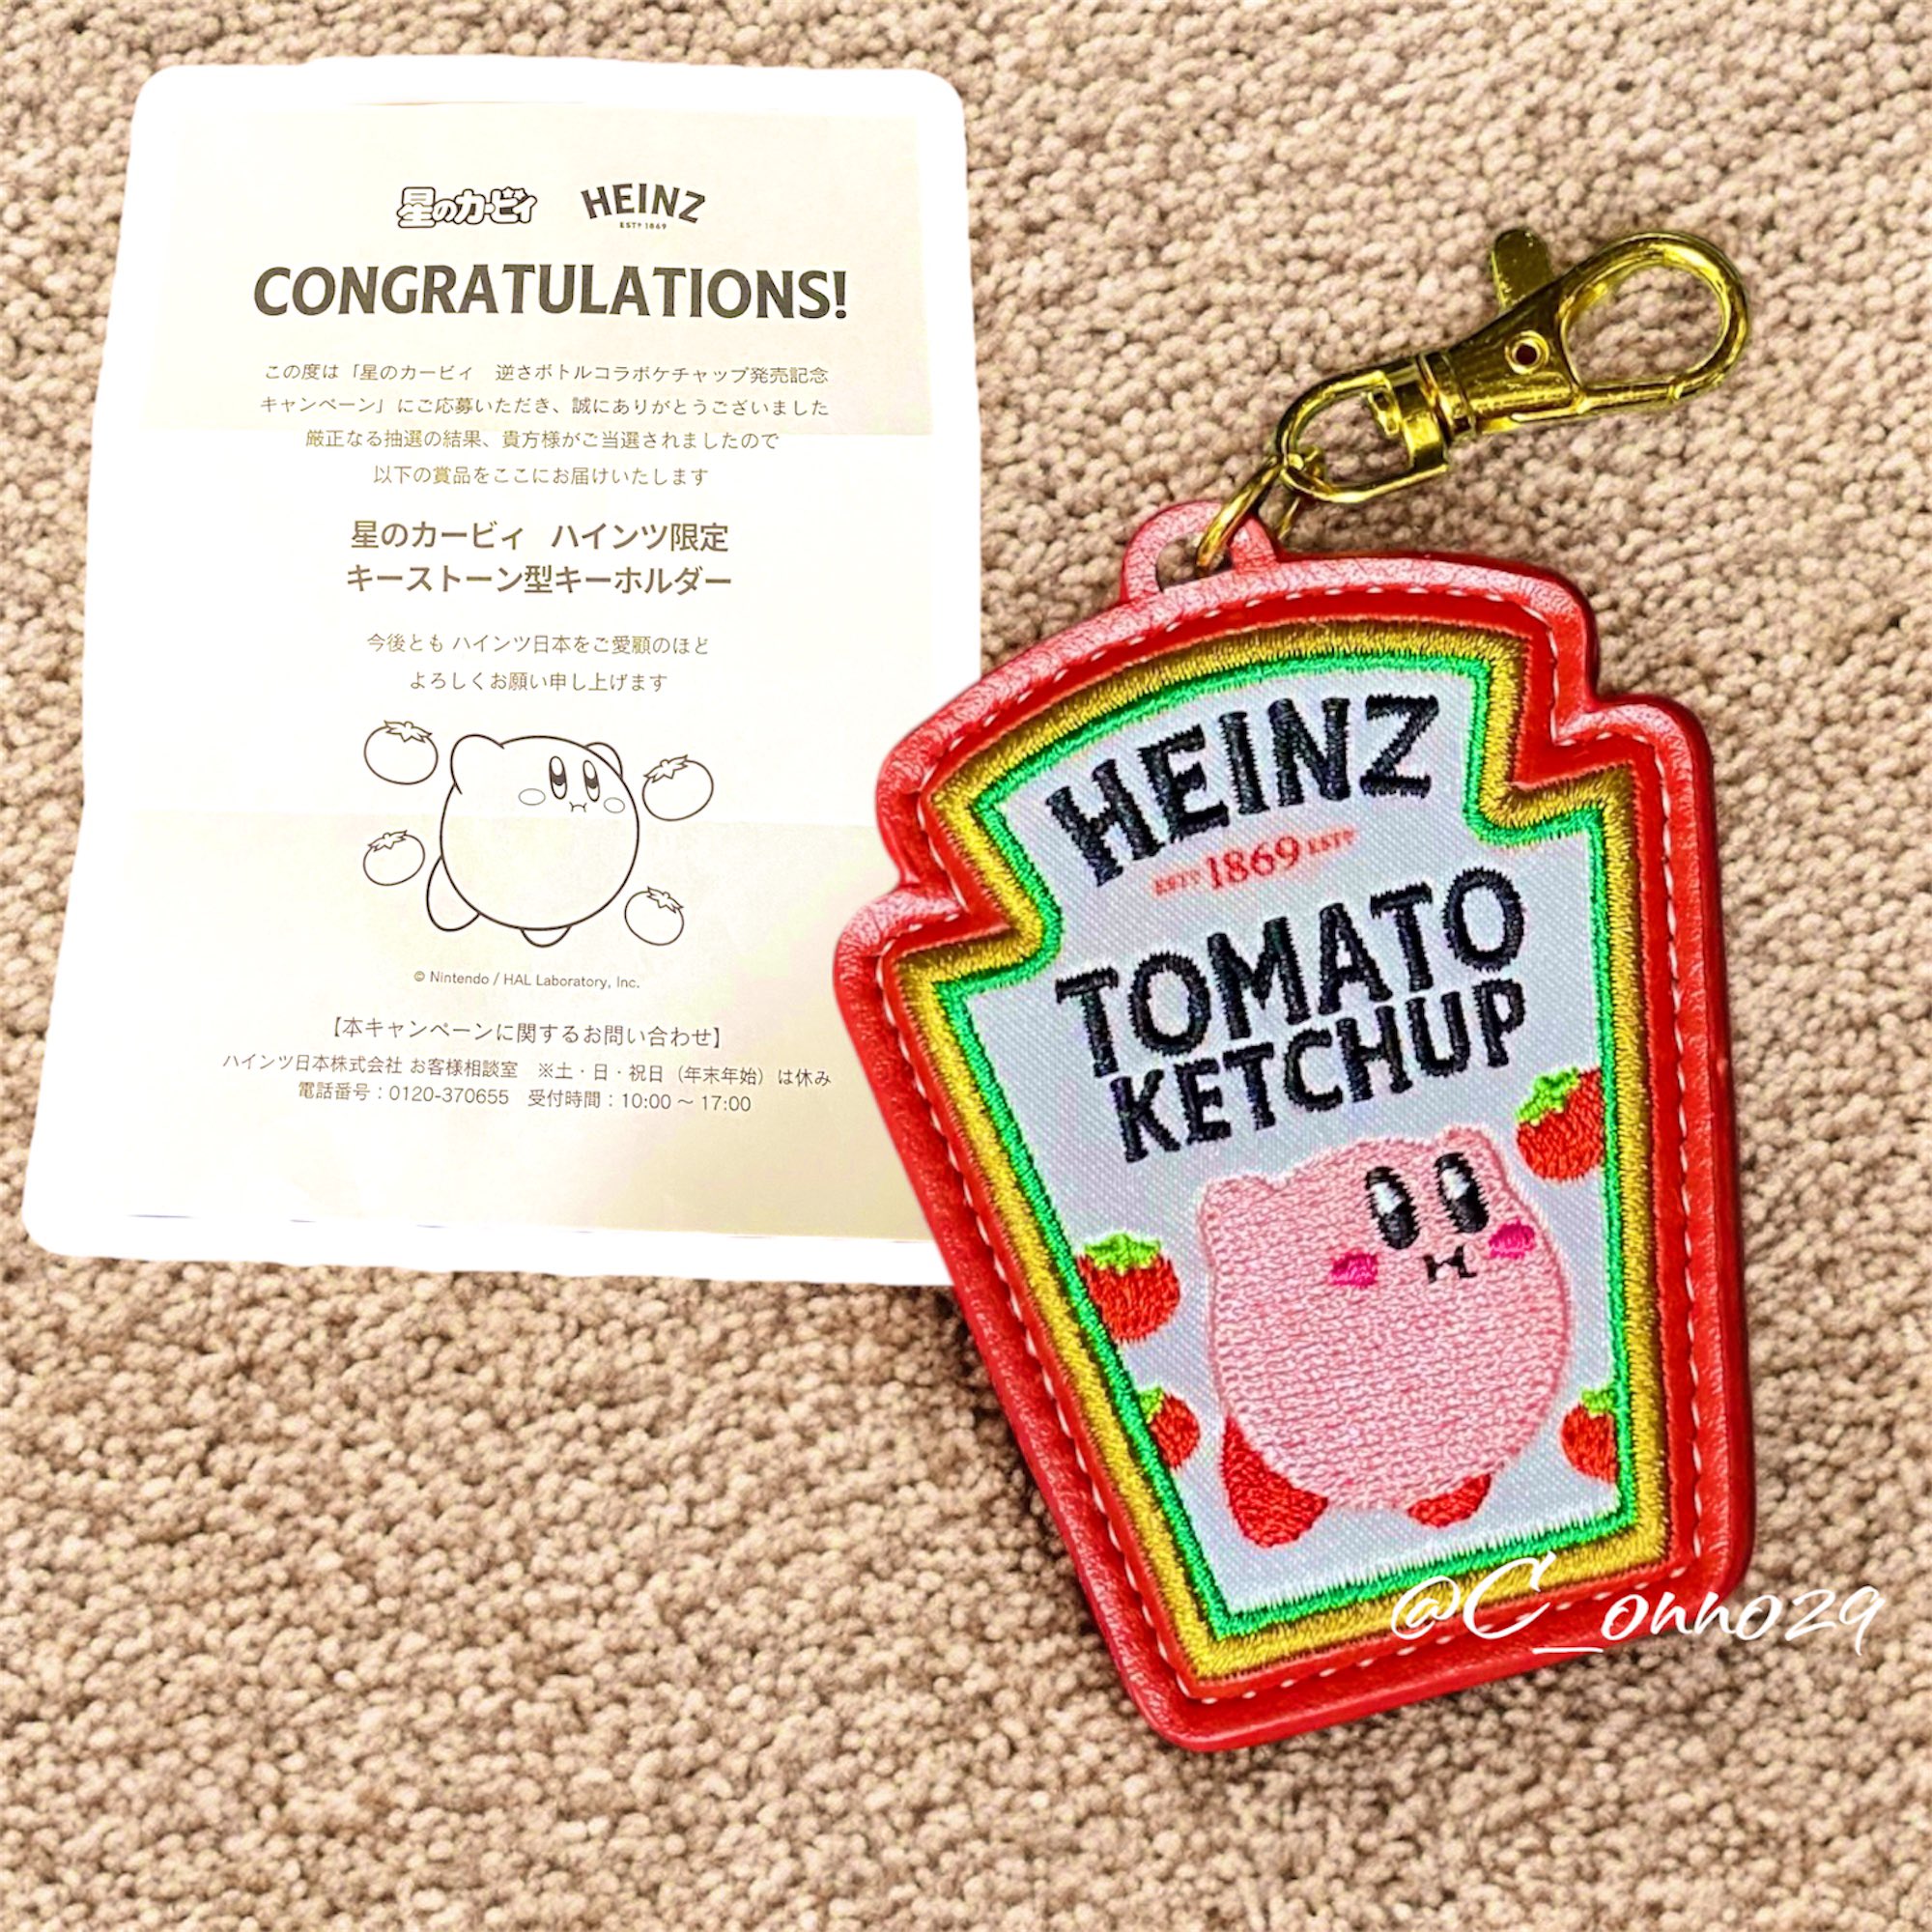 星のカービィ HEINZ
ESTD 1869
CONGRATULATIONS!
この度は「星のカービィ　逆さボトルコラボケチャップ発売記念
キャンペーン」にご応募いただき、誠にありがとうございました
厳正なる抽選の結果、貴方様がご当選されましたので
以下の賞品をここにお届けいたします
星のカービィ ハインツ限定
キーストーン型キーホルダー
今後とも ハインツ日本をご愛顧のほど
よろしくお願い申し上げます
© Nintendo / HAL Laboratory, Inc.
【本キャンペーンに関するお問い合わせ】
ハインツ日本株式会社 お客様相談室　※土・日・祝日（年末年始）は休み
電話番号：0120-370655　受付時間：10:00 〜 17:00
HEINZ
ESTD 1869 ESTD
TOMATO
KETCHUP
@C_onno29